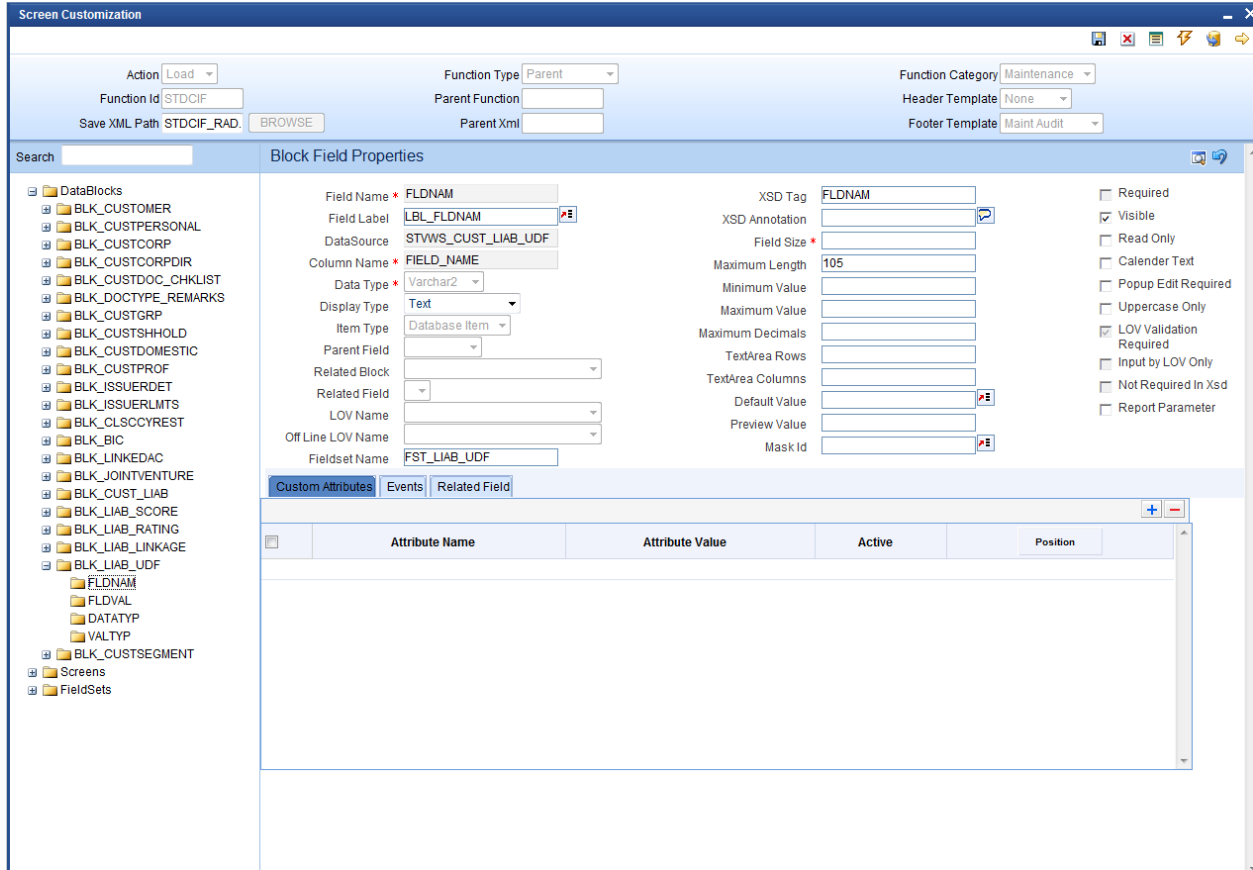 Screen Customization
Action Load
Function Type Parent
Function Category Maintenance
Function Id STDCIF
Parent Function
Header Template None
Save XML Path STDCIF_RAD. BROWSE
Parent Xml
Footer Template Maint Audit
Search
DataBlocks
BLK_CUSTOMER
BLK_CUSTPERSONAL
BLK_CUSTCORP
BLK_CUSTCORPDIR
BLK_CUSTDOC_CHKLIST
BLK_DOCTYPE_REMARKS
BLK_CUSTGRP
BLK_CUSTSHHOLD
BLK_CUSTDOMESTIC
BLK_CUSTPROF
BLK_ISSUERDET
BLK_ISSUERLMTS
BLK_CLSCCYREST
BLK_BIC
BLK_LINKEDAC
BLK_JOINTVENTURE
BLK_CUST_LIAB
BLK_LIAB_SCORE
BLK_LIAB_RATING
BLK_LIAB_LINKAGE
BLK_LIAB_UDF
FLDNAM
FLDVAL
DATATYP
VALTYP
BLK_CUSTSEGMENT
Screens
FieldSets
Block Field Properties
Field Name * FLDNAM
Field Label LBL_FLDNAM
DataSource STVWS_CUST_LIAB_UDF
Column Name * FIELD_NAME
Data Type * Varchar2
Display Type Text
Item Type Database Item
Parent Field
Related Block
Related Field
LOV Name
Off Line LOV Name
Fieldset Name FST_LIAB_UDF
XSD Tag FLDNAM
XSD Annotation
Field Size *
Maximum Length 105
Minimum Value
Maximum Value
Maximum Decimals
TextArea Rows
TextArea Columns
Default Value
Preview Value
Mask Id
Required
Visible
Read Only
Calender Text
Popup Edit Required
Uppercase Only
LOV Validation
Required
Input by LOV Only
Not Required In Xsd
Report Parameter
Custom Attributes Events Related Field
Attribute Name Attribute Value Active Position